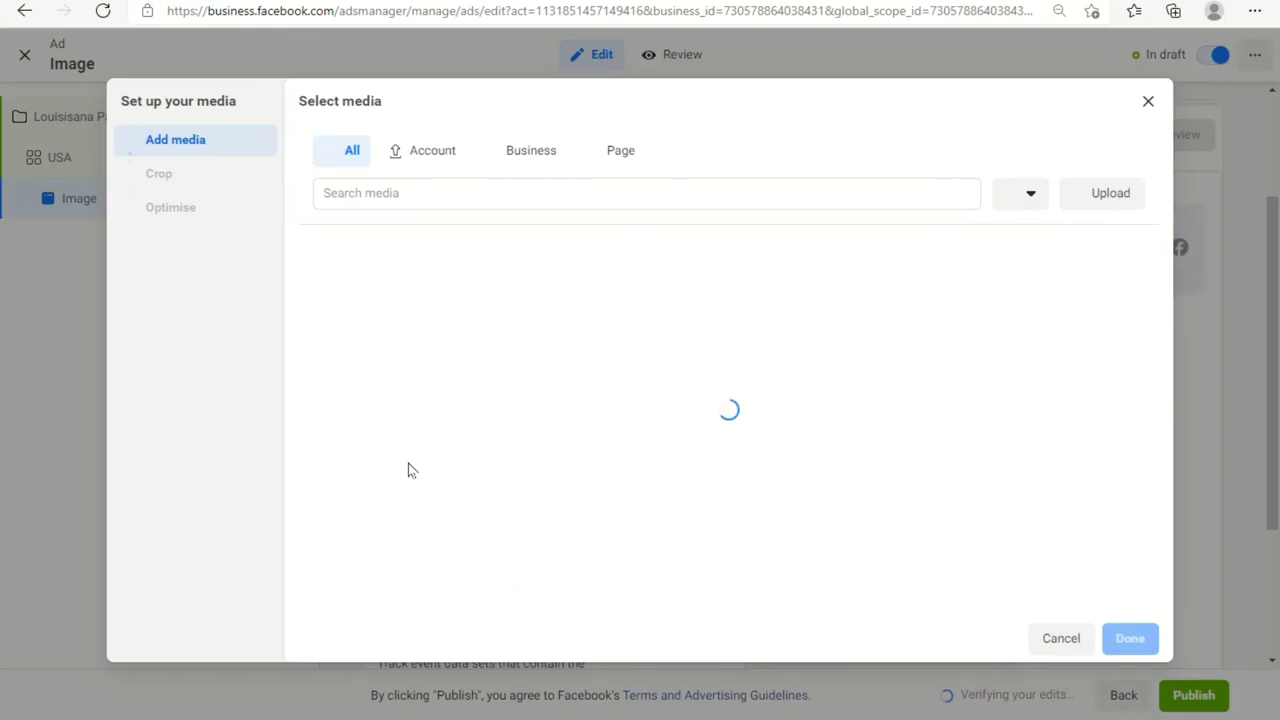 https://business.facebook.com/adsmanager/manage/ads/edit?act=1131851457149416&business_id=730578864038431&global_scope_id=73057886403843...
Ad
Image
Edit
Review
In draft
Set up your media
Select media
Add media
Crop
Optimise
All
Account
Business
Page
Search media
Upload
Louisisana Pa
USA
Image
view
Cancel
Done
Track event data sets that contain the
By clicking "Publish", you agree to Facebook's Terms and Advertising Guidelines.
Verifying your edits...
Back
Publish